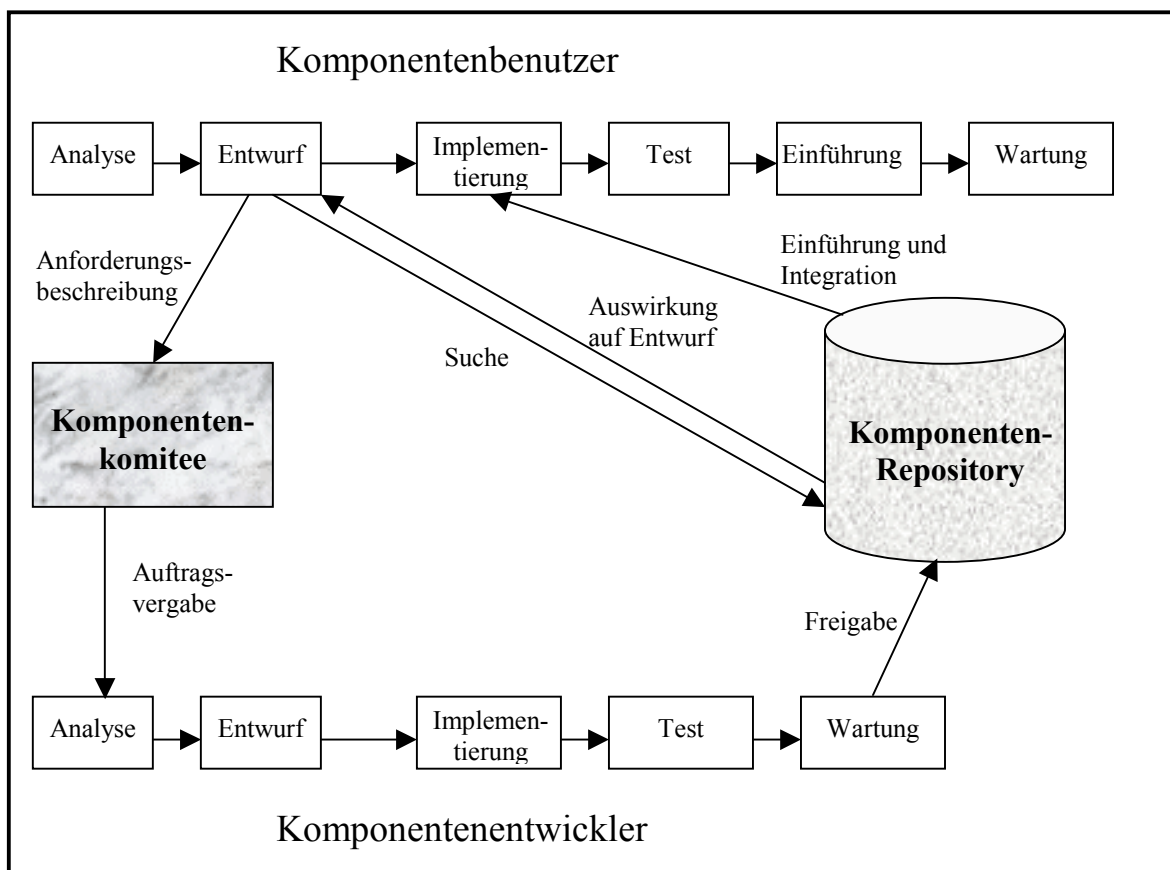 Komponentenbenutzer
Analyse
Entwurf
Implemen-
tierung
Test
Einführung
Wartung
Anforderungs-
beschreibung
Suche
Auswirkung
auf Entwurf
Einführung und
Integration
Komponenten-
komitee
Komponenten-
Repository
Auftrags-
vergabe
Freigabe
Analyse
Entwurf
Implemen-
tierung
Test
Wartung
Komponentenentwickler